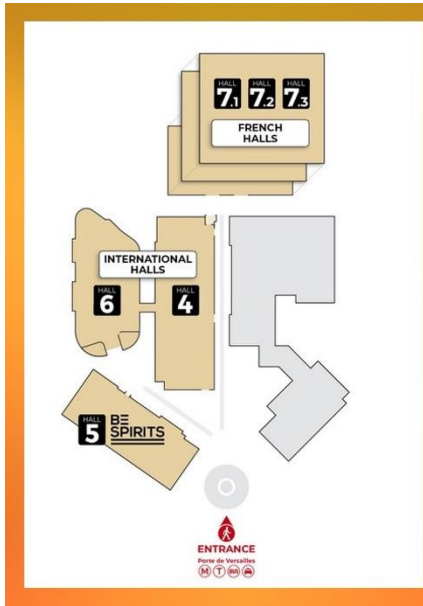 HALL HALL HALL
7.1 7.2 7.3
FRENCH
HALLS
INTERNATIONAL
HALLS
HALL
6
HALL
4
HALL
5
BE
SPIRITS
ENTRANCE
Porte de Versailles
M T BUS